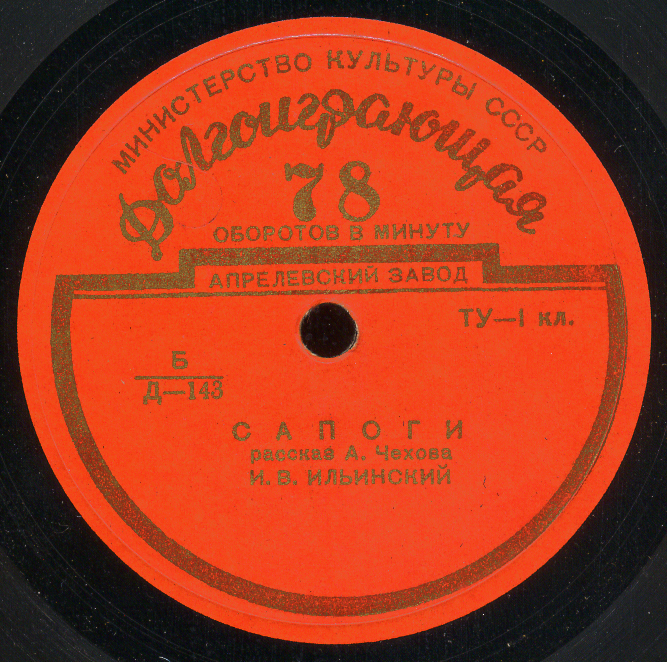 МИНИСТЕРСТВО КУЛЬТУРЫ СССР
Долгоиграющая
78
ОБОРОТОВ В МИНУТУ
АПРЕЛЕВСКИЙ ЗАВОД
ТУ—I кл.
Б
Д—143
САПОГИ
рассказ А. Чехова
И. В. ИЛЬИНСКИЙ